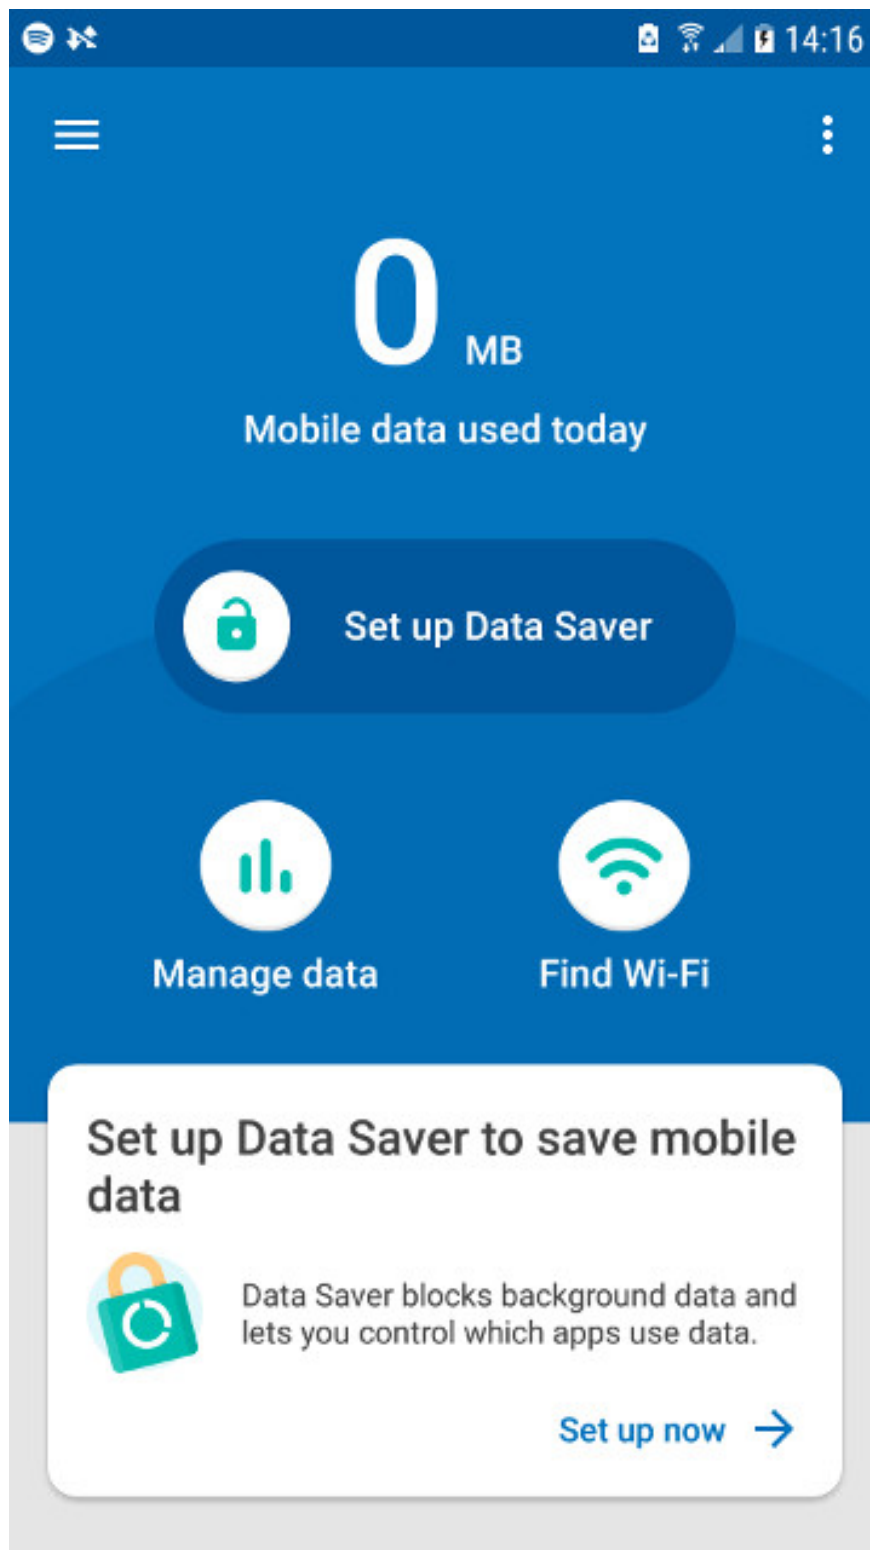 14:16
0 MB
Mobile data used today
Set up Data Saver
Manage data
Find Wi-Fi
Set up Data Saver to save mobile
data
Data Saver blocks background data and
lets you control which apps use data.
Set up now